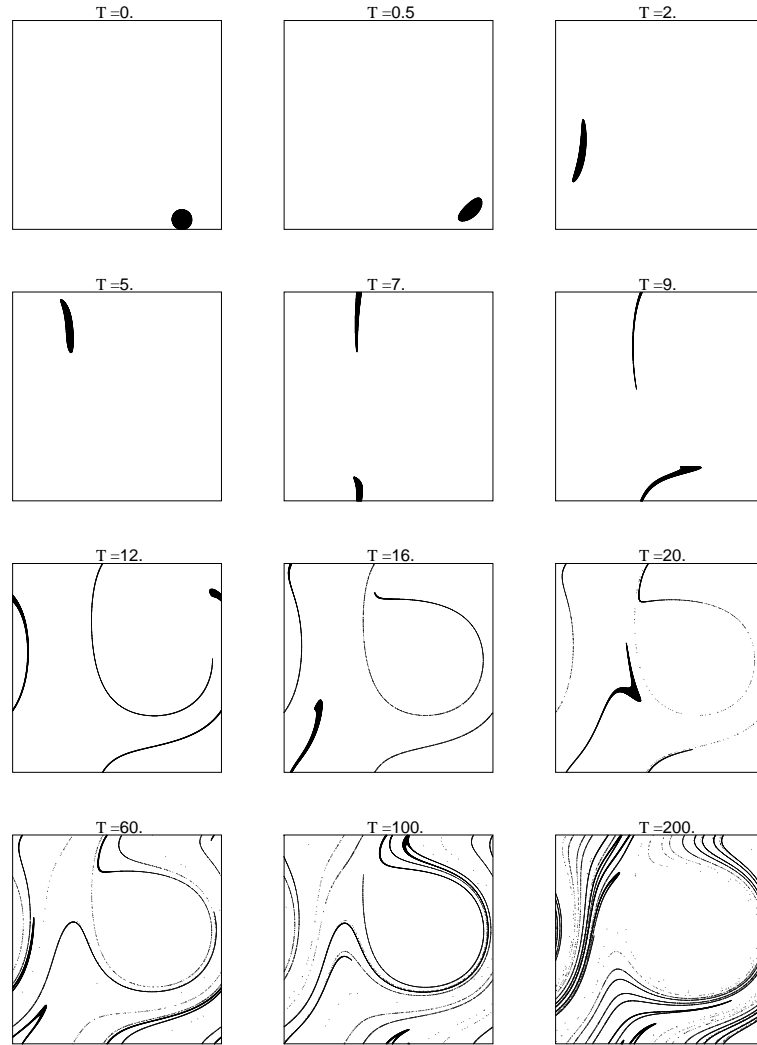 T =0.
T =0.5
T =2.
T =5.
T =7.
T =9.
T =12.
T =16.
T =20.
T =60.
T =100.
T =200.